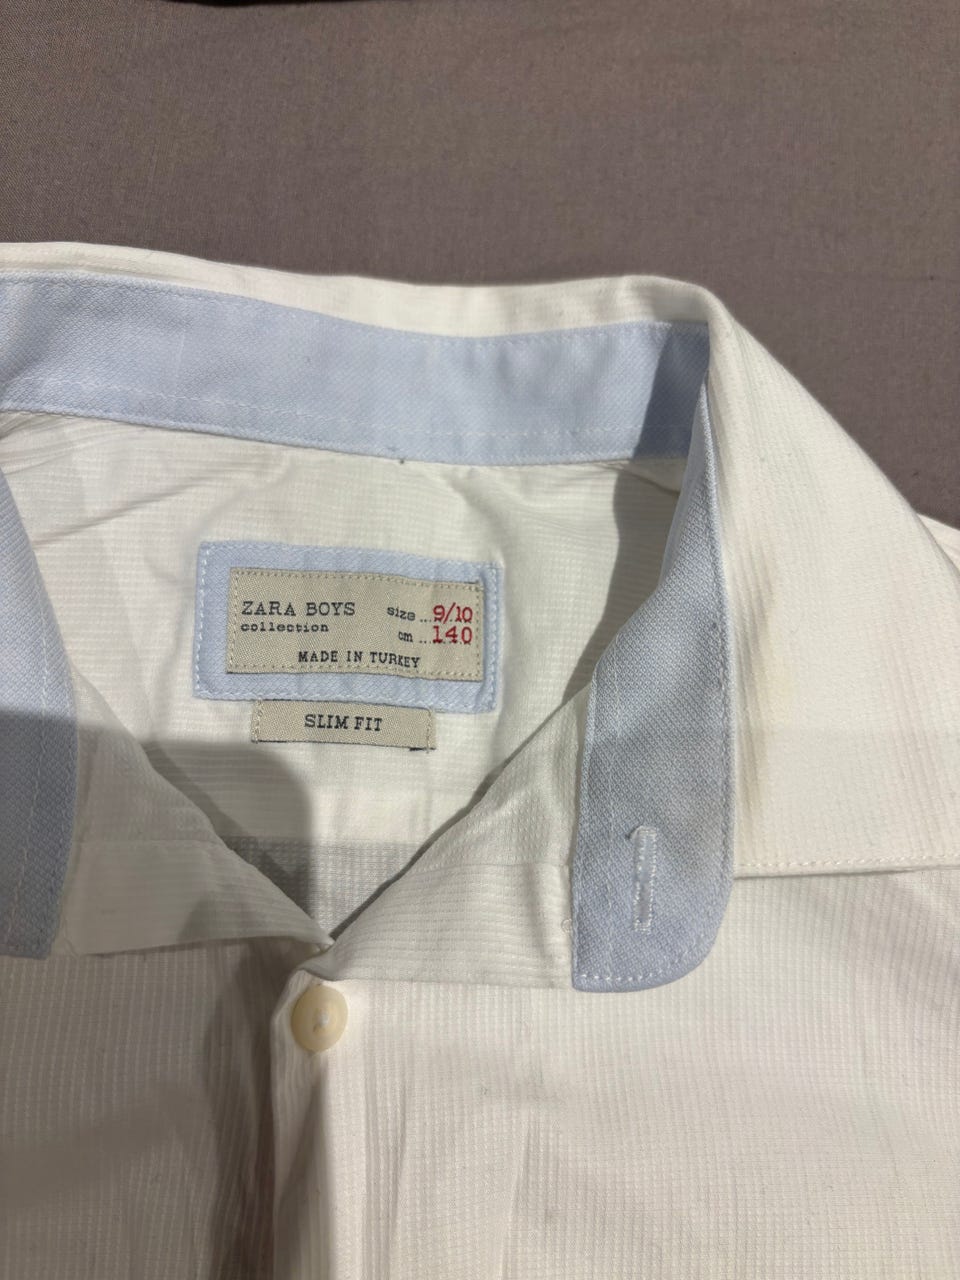 ZARA BOYS size ...9/10
collection cm ...140
MADE IN TURKEY
SLIM FIT